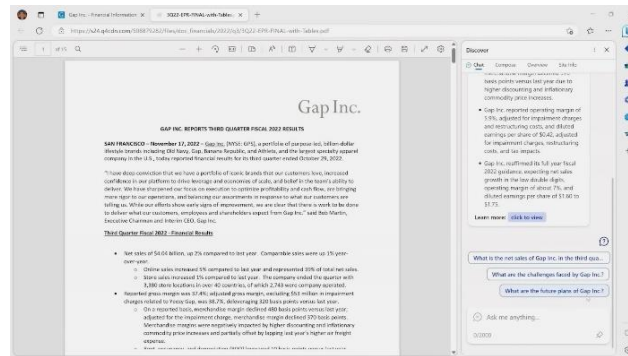 Gap Inc. - Financial Information
3Q22-EPR-FINAL-with-Tables.pdf
1 of 15
Gap Inc.
GAP INC. REPORTS THIRD QUARTER FISCAL 2022 RESULTS
SAN FRANCISCO – November 17, 2022 – Gap Inc. (NYSE: GPS), a portfolio of purpose-led, billion-dollar
lifestyle brands including Old Navy, Gap, Banana Republic, and Athleta, and the largest specialty apparel
company in the U.S., today reported financial results for its third quarter ended October 29, 2022.
"I have deep conviction that we have a portfolio of iconic brands that our customers love, increased
confidence in our platform to drive leverage and economies of scale, and belief in the team's ability to
deliver. We have sharpened our focus on execution to optimize profitability and cash flow, are bringing
more rigor to our operations, and balancing our assortments in response to what our customers are
telling us. While our efforts show early signs of improvement, we are clear that there is work to be done
to deliver what our customers, employees and shareholders expect from Gap Inc." said Bob Martin,
Executive Chairman and Interim CEO, Gap Inc.
Third Quarter Fiscal 2022 - Financial Results
Net sales of $4.04 billion, up 2% compared to last year. Comparable sales were up 1% year-
over-year.
Online sales increased 5% compared to last year and represented 39% of total net sales.
Store sales increased 1% compared to last year. The company ended the quarter with
3,380 store locations in over 40 countries, of which 2,743 were company operated.
Reported gross margin was 37.4%; adjusted gross margin, excluding $53 million in impairment
charges related to Yeezy Gap, was 38.7%, deleveraging 320 basis points versus last year.
On a reported basis, merchandise margin declined 480 basis points versus last year;
adjusted for the impairment charge, merchandise margin declined 370 basis points.
Merchandise margins were negatively impacted by higher discounting and inflationary
commodity price increases and partially offset by lapping last year's higher air freight
expense.
Discover
Chat Compose Overview Site Info
basis points versus last year due to
higher discounting and inflationary
commodity price increases.
Gap Inc. reported operating margin of
3.9%, adjusted for impairment charges
and restructuring costs, and diluted
earnings per share of $0.42, adjusted
for impairment charges, restructuring
costs, and tax impacts.
Gap Inc. reaffirmed its full year fiscal
2022 guidance, expecting net sales
growth in the low double digits,
operating margin of about 7%, and
diluted earnings per share of $1.60 to
$1.75.
Learn more: click to view
What is the net sales of Gap Inc. in the third qua...
What are the challenges faced by Gap Inc.?
What are the future plans of Gap Inc.?
Ask me anything...
0/2000